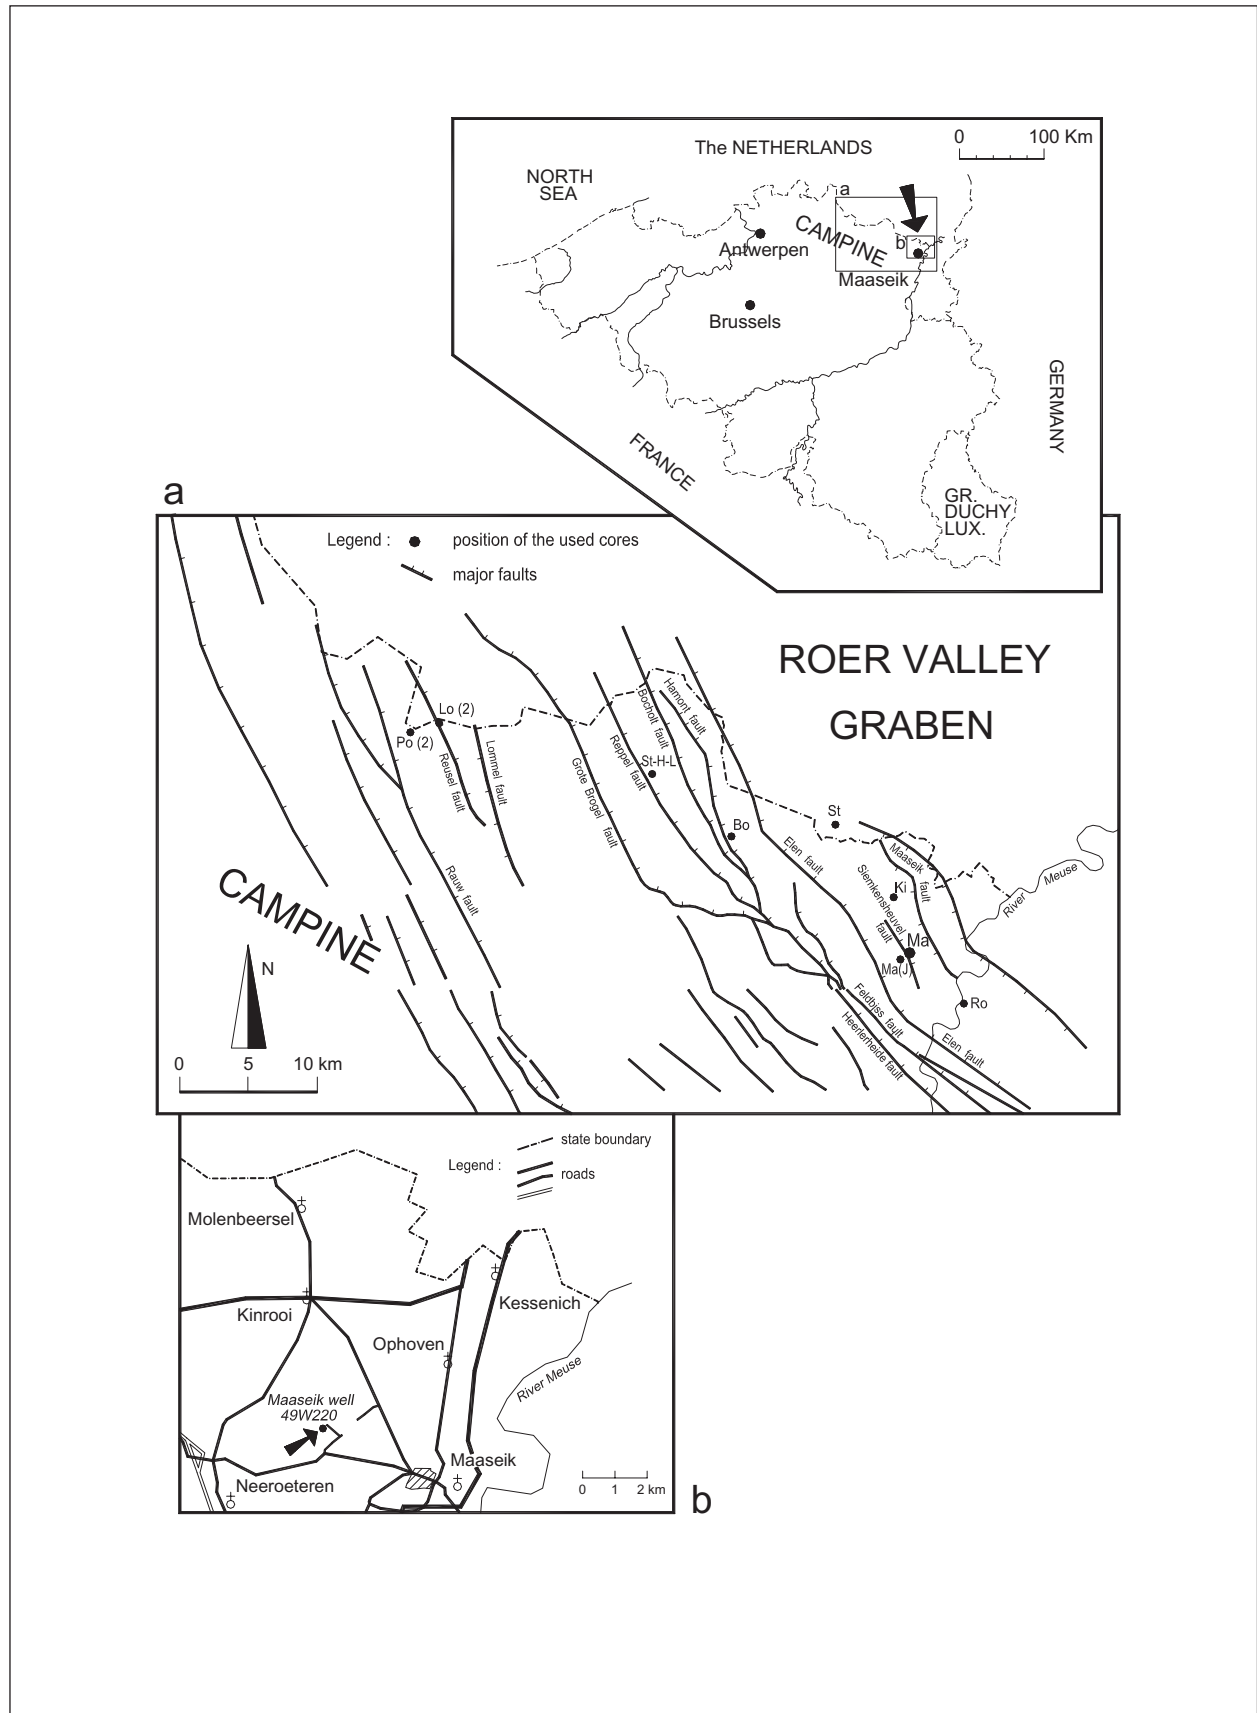 0 100 Km
The NETHERLANDS
NORTH
SEA
a
CAMPINE
b
Antwerpen
Maaseik
Brussels
GERMANY
FRANCE
GR.
DUCHY
LUX.
a
Legend :
position of the used cores
major faults
ROER VALLEY
GRABEN
Lo (2)
Po (2)
Reusel fault
Lommel fault
Grote Brogel fault
Reppel fault
Bocholt fault
Hamont fault
St-H-L
Bo
St
Elen fault
Maaseik fault
Siemkensheuvel
fault
Ki
Ma
Ma(J)
Ro
River Meuse
Rauw fault
CAMPINE
N
Feldbiss fault
Heerlerheide fault
Elen fault
0 5 10 km
Legend :
state boundary
roads
Molenbeersel
Kinrooi
Kessenich
Ophoven
River Meuse
Maaseik well
49W220
Maaseik
Neeroeteren
0 1 2 km
b